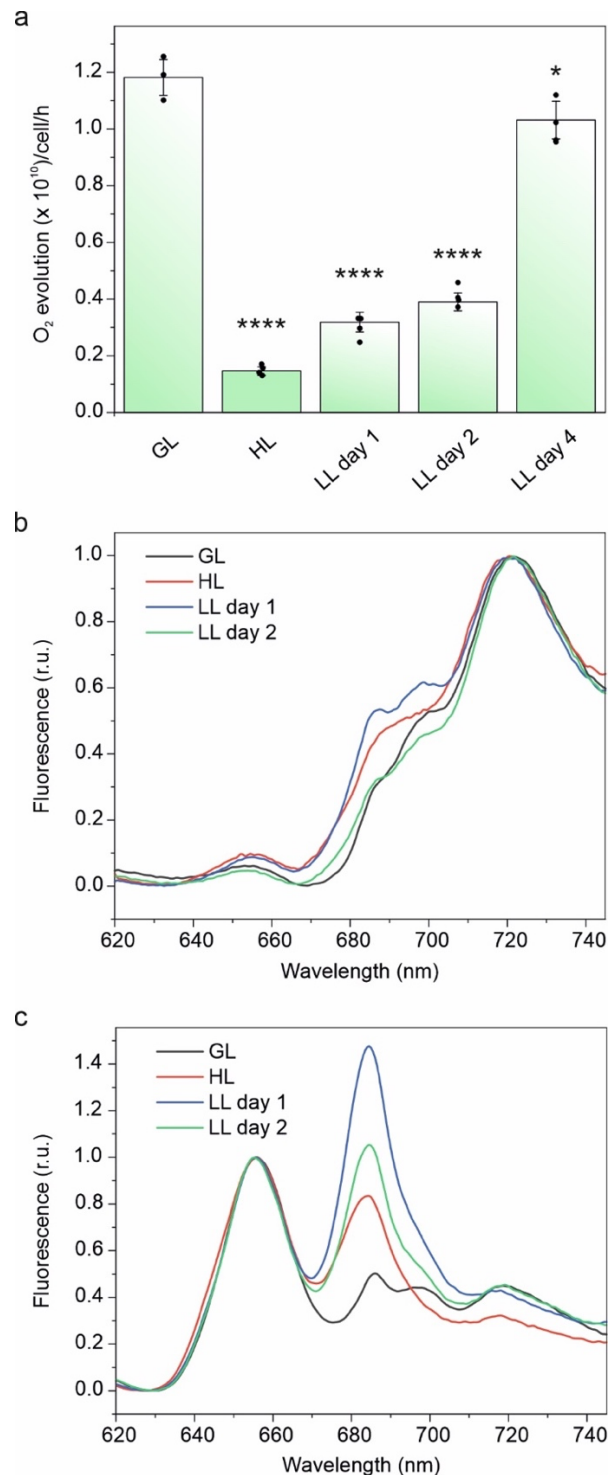 a
O₂ evolution (x 10¹⁰)/cell/h
1.2
1.0
0.8
0.6
0.4
0.2
0.0
****
****
****
*
GL
HL
LL day 1
LL day 2
LL day 4
b
Fluorescence (r.u.)
1.0
0.8
0.6
0.4
0.2
0.0
GL
HL
LL day 1
LL day 2
620 640 660 680 700 720 740
Wavelength (nm)
c
Fluorescence (r.u.)
1.4
1.2
1.0
0.8
0.6
0.4
0.2
0.0
GL
HL
LL day 1
LL day 2
620 640 660 680 700 720 740
Wavelength (nm)